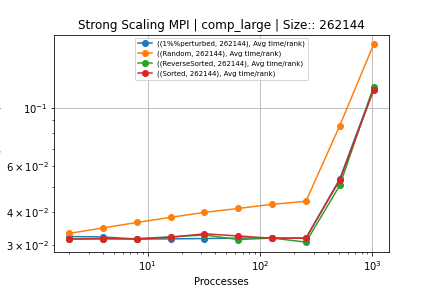 Strong Scaling MPI | comp_large | Size:: 262144
((1%%perturbed, 262144), Avg time/rank)
((Random, 262144), Avg time/rank)
((ReverseSorted, 262144), Avg time/rank)
((Sorted, 262144), Avg time/rank)
10⁻¹
6 × 10⁻²
4 × 10⁻²
3 × 10⁻²
10¹ 10² 10³
Proccesses